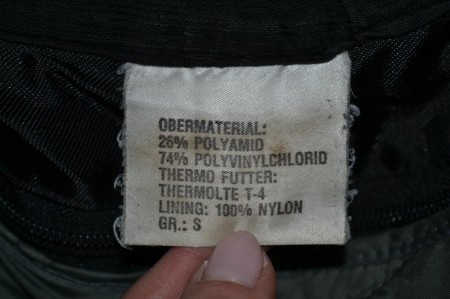 OBERMATERIAL:
26% POLYAMID
74% POLYVINYLCHLORID
THERMO FUTTER:
THERMOLTE T-4
LINING: 100% NYLON
GR.: S